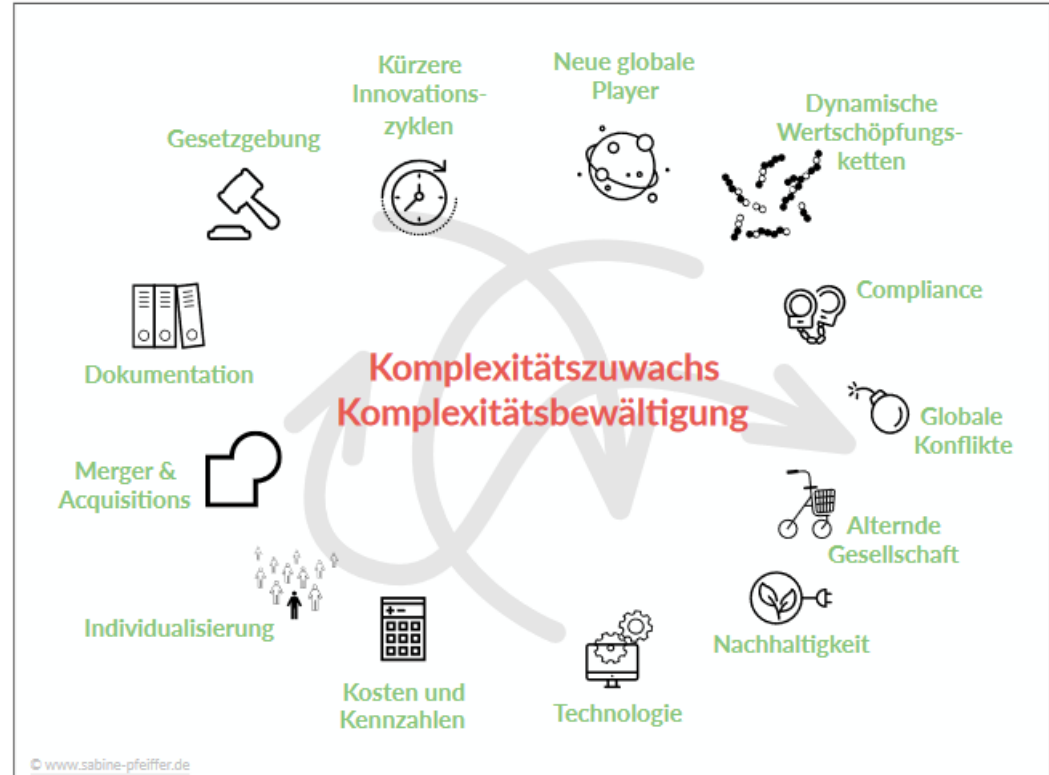 Kürzere
Innovations-
zyklen
Neue globale
Player
Dynamische
Wertschöpfungs-
ketten
Gesetzgebung
Compliance
Dokumentation
Komplexitätszuwachs
Komplexitätsbewältigung
Globale
Konflikte
Merger &
Acquisitions
Alternde
Gesellschaft
Individualisierung
Nachhaltigkeit
Kosten und
Kennzahlen
Technologie
© www.sabine-pfeiffer.de